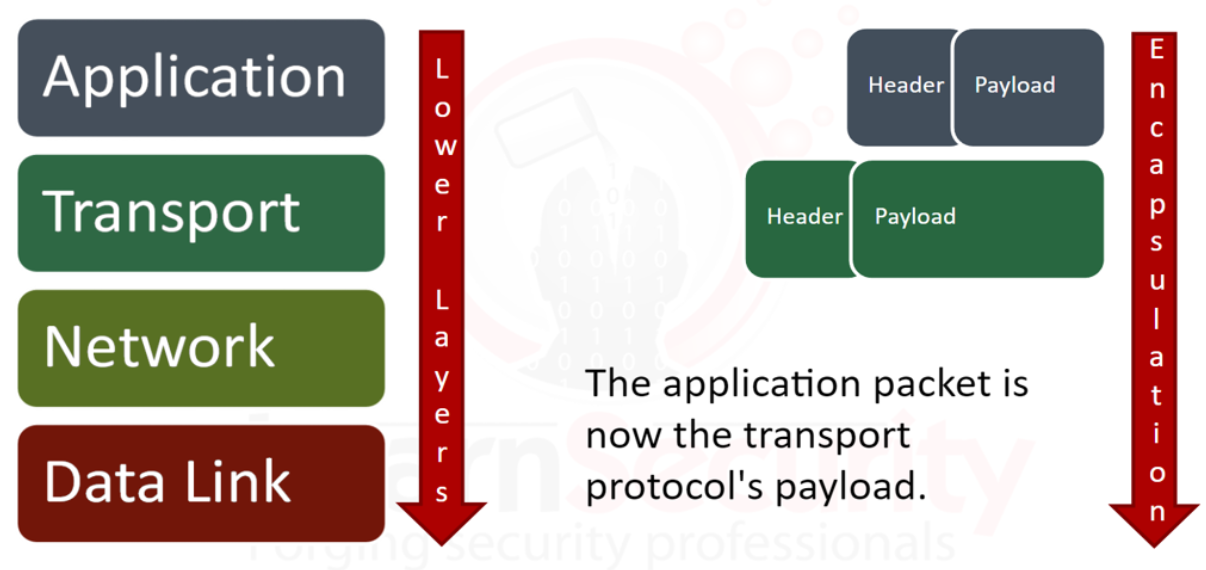 Application
Transport
Network
Data Link
Lower Layers
Header
Payload
Header
Payload
The application packet is
now the transport
protocol's payload.
Encapsulation
arnSecurity
Forging security professionals